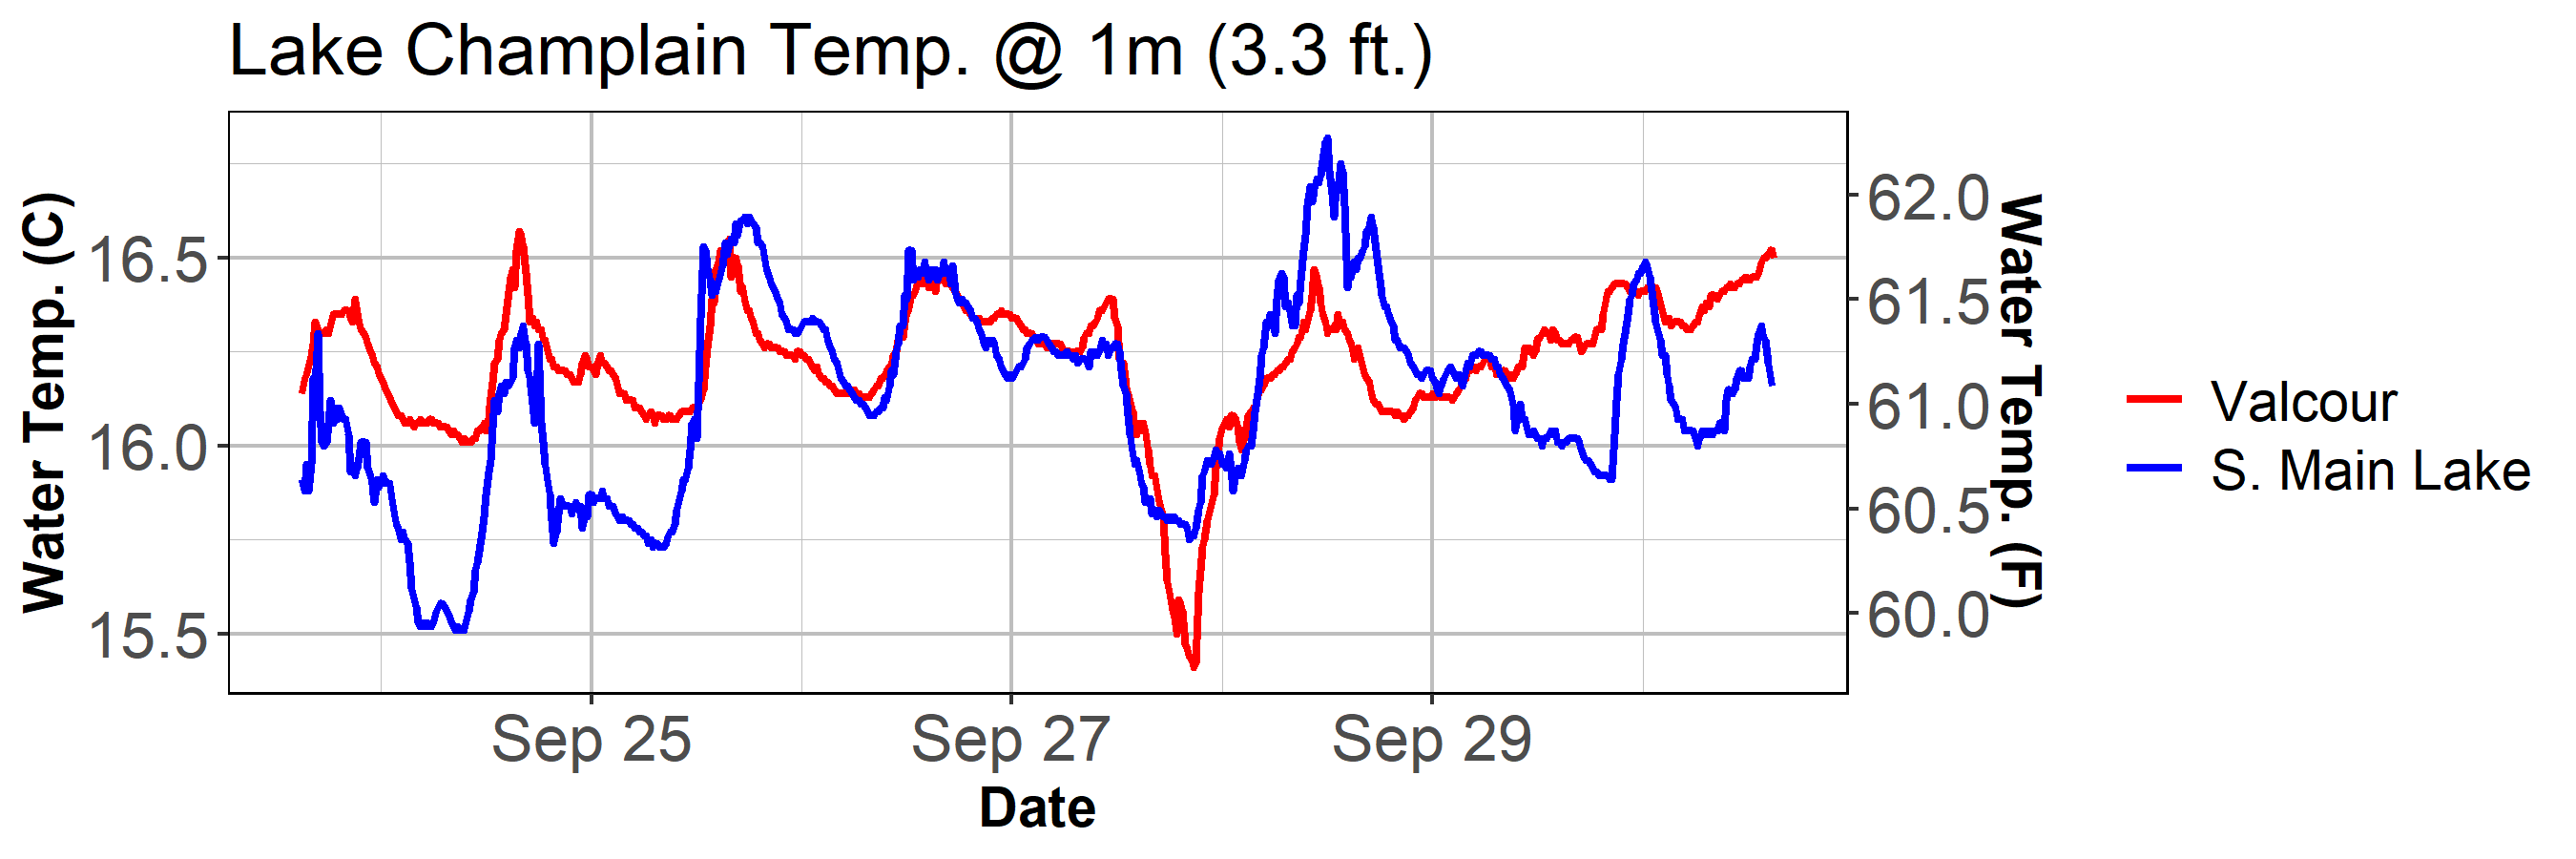 Lake Champlain Temp. @ 1m (3.3 ft.)
Water Temp. (C)
16.5
16.0
15.5
62.0
61.5
61.0
60.5
60.0
Water Temp. (F)
Sep 25
Sep 27
Sep 29
Date
Valcour
S. Main Lake